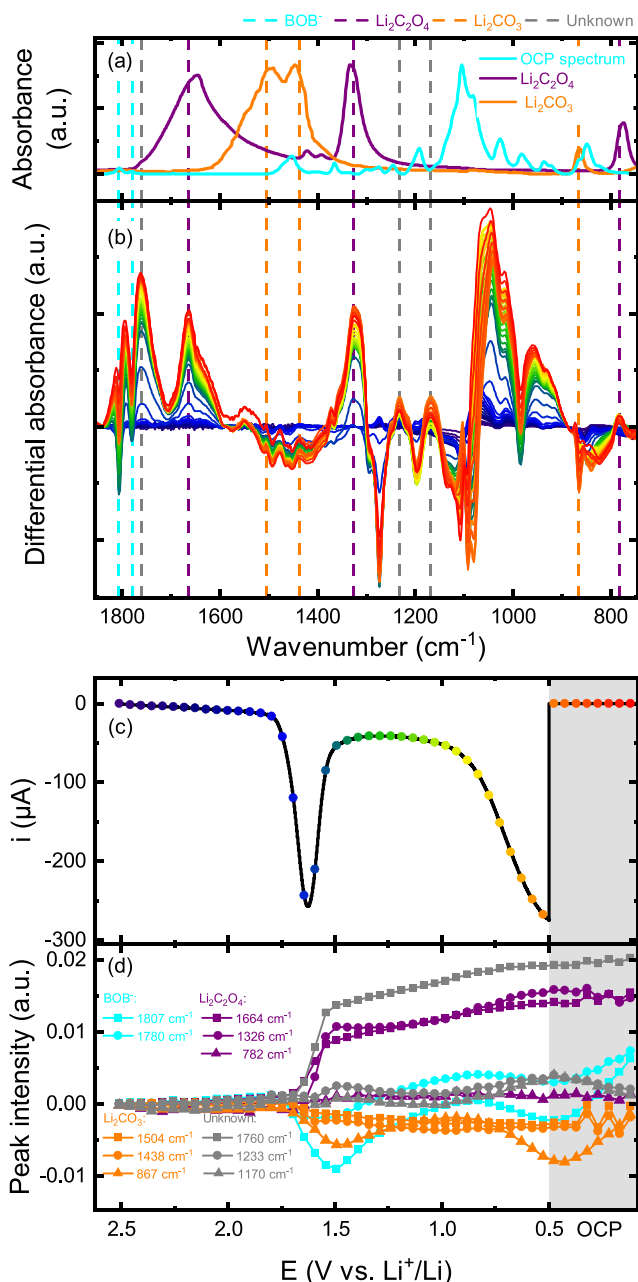 BOB⁻ Li₂C₂O₄ Li₂CO₃ Unknown
(a)
OCP spectrum
Li₂C₂O₄
Li₂CO₃
Absorbance
(a.u.)
(b)
Differential absorbance (a.u.)
1800 1600 1400 1200 1000 800
Wavenumber (cm⁻¹)
(c)
0
-100
-200
-300
i (µA)
(d)
0.02
0.01
0.00
-0.01
Peak intensity (a.u.)
BOB⁻:
1807 cm⁻¹
1780 cm⁻¹
Li₂C₂O₄:
1664 cm⁻¹
1326 cm⁻¹
782 cm⁻¹
Li₂CO₃:
1504 cm⁻¹
1438 cm⁻¹
867 cm⁻¹
Unknown:
1760 cm⁻¹
1233 cm⁻¹
1170 cm⁻¹
2.5 2.0 1.5 1.0 0.5 OCP
E (V vs. Li⁺/Li)